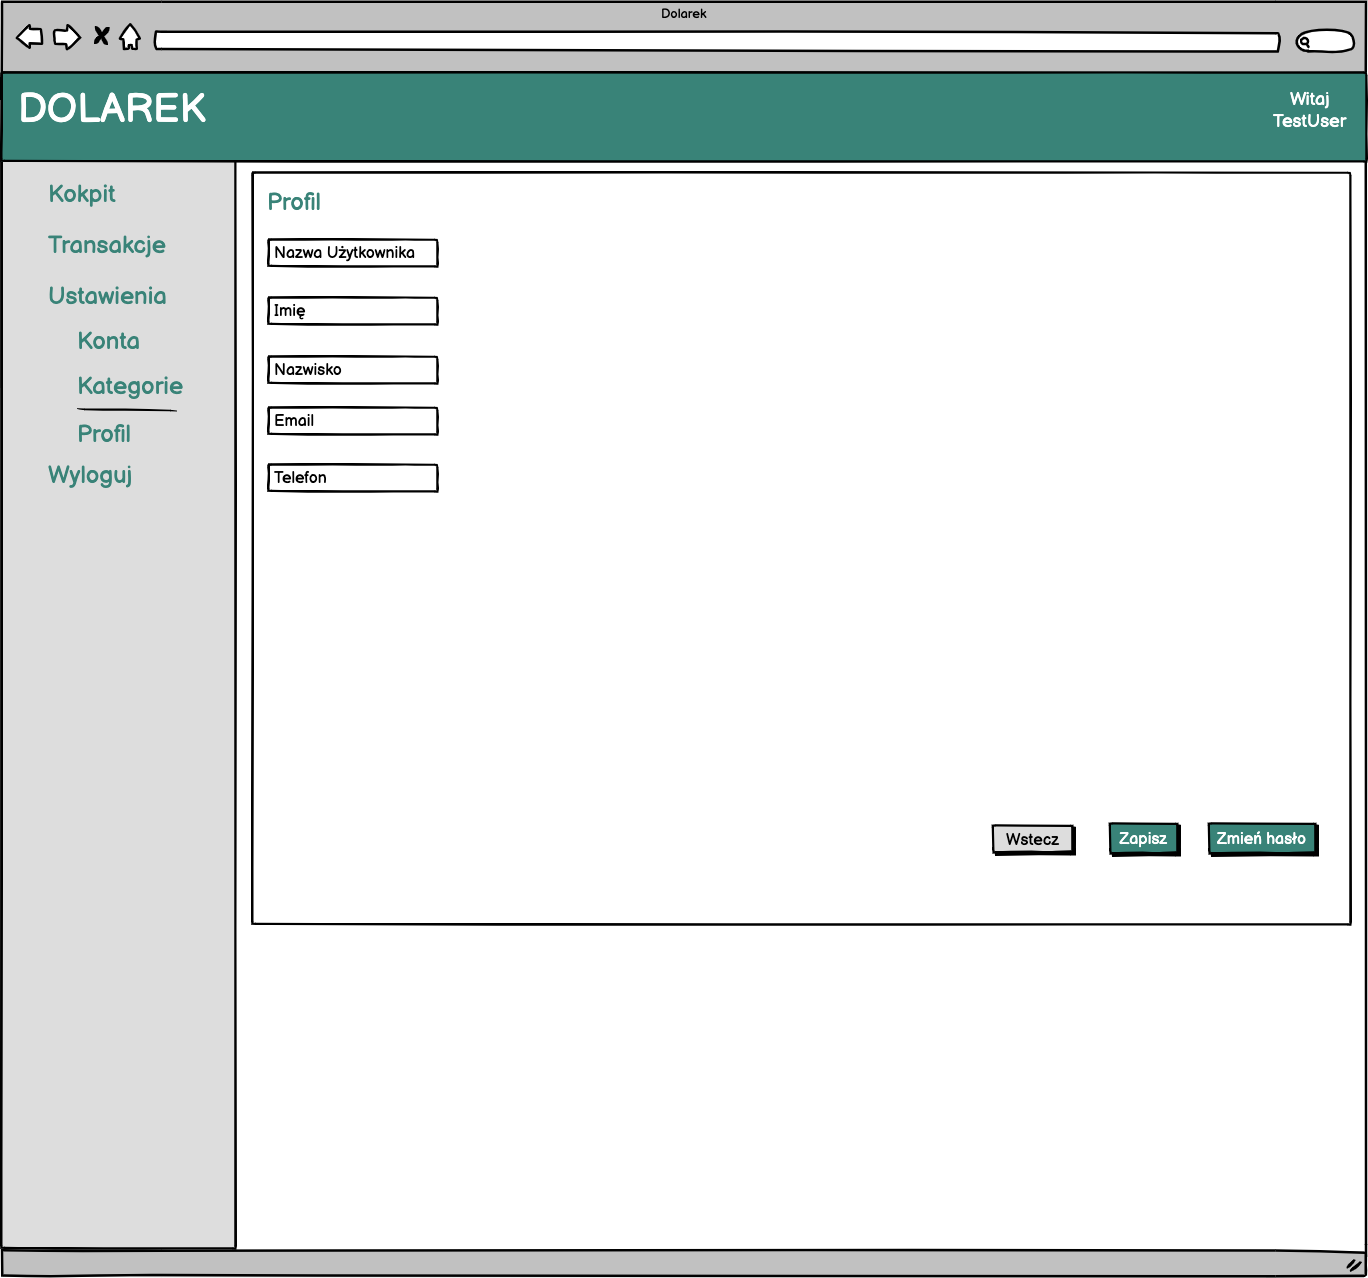 Dolarek
DOLAREK
Witaj
TestUser
Kokpit
Transakcje
Ustawienia
Konta
Kategorie
Profil
Wyloguj
Profil
Nazwa Użytkownika
Imię
Nazwisko
Email
Telefon
Wstecz
Zapisz
Zmień hasło